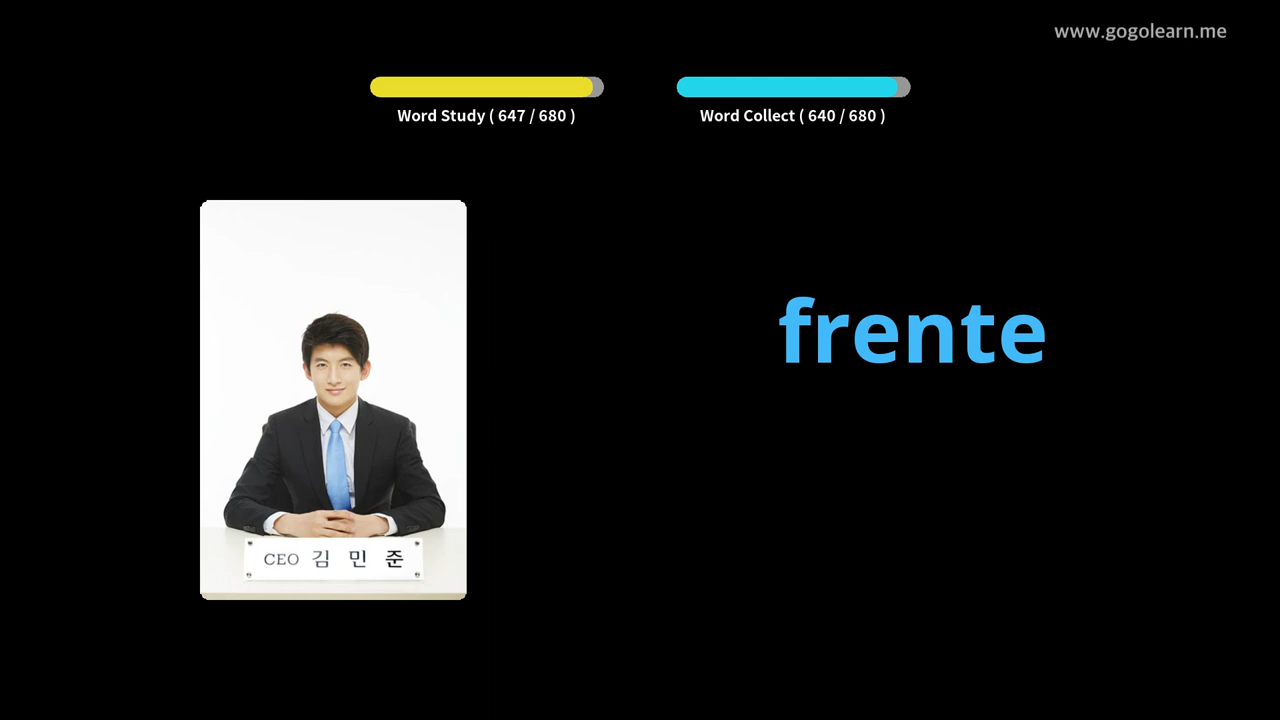 www.gogolearn.me
Word Study ( 647 / 680 )
Word Collect ( 640 / 680 )
frente
CEO 김 민 준